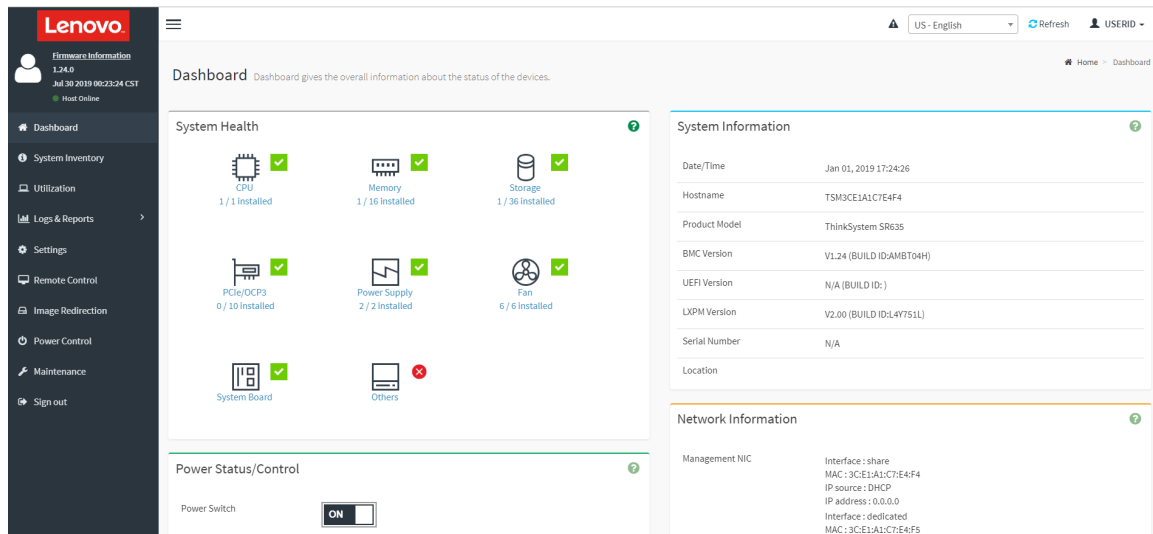 Lenovo.
US - English
Refresh
USERID
Firmware Information
1.24.0
Jul 30 2019 00:23:24 CST
Host Online
Dashboard
System Inventory
Utilization
Logs & Reports
Settings
Remote Control
Image Redirection
Power Control
Maintenance
Sign out
Dashboard Dashboard gives the overall information about the status of the devices.
Home > Dashboard
System Health
CPU
1 / 1 installed
Memory
1 / 16 installed
Storage
1 / 36 installed
PCIe/OCP3
0 / 10 installed
Power Supply
2 / 2 installed
Fan
6 / 6 installed
System Board
Others
Power Status/Control
Power Switch
ON
System Information
Date/Time Jan 01, 2019 17:24:26
Hostname TSM3CE1A1C7E4F4
Product Model ThinkSystem SR635
BMC Version V1.24 (BUILD ID:AMBT04H)
UEFI Version N/A (BUILD ID: )
LXPM Version V2.00 (BUILD ID:L4Y751L)
Serial Number N/A
Location
Network Information
Management NIC Interface : share
MAC : 3C:E1:A1:C7:E4:F4
IP source : DHCP
IP address : 0.0.0.0
Interface : dedicated
MAC : 3C:E1:A1:C7:E4:F5